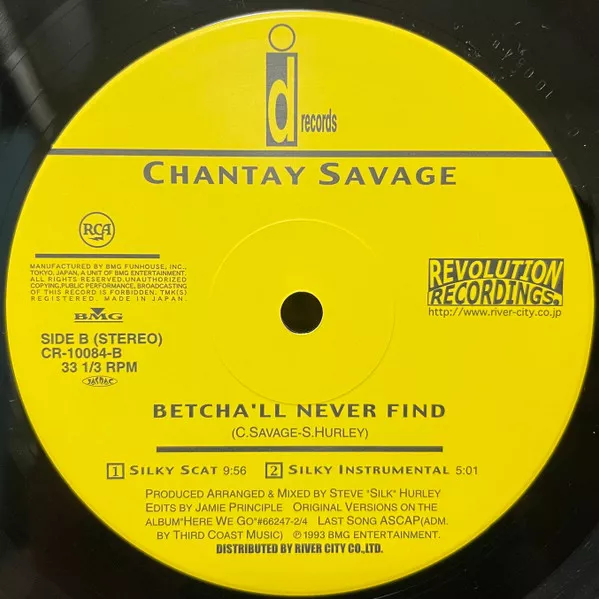 id records
CHANTAY SAVAGE
RCA
MANUFACTURED BY BMG FUNHOUSE, INC.,
TOKYO, JAPAN, A UNIT OF BMG ENTERTAINMENT.
ALL RIGHTS RESERVED.UNAUTHORIZED
COPYING,PUBLIC PERFORMANCE, BROADCASTING
OF THIS RECORD IS FORBIDDEN. TMK(S)
REGISTERED. MADE IN JAPAN.
BMG
SIDE B (STEREO)
CR-10084-B
33 1/3 RPM
REVOLUTION
RECORDINGS.
http://www.river-city.co.jp
BETCHA'LL NEVER FIND
(C.SAVAGE-S.HURLEY)
1 SILKY SCAT 9:56 2 SILKY INSTRUMENTAL 5:01
PRODUCED ARRANGED & MIXED BY STEVE "SILK" HURLEY
EDITS BY JAMIE PRINCIPLE ORIGINAL VERSIONS ON THE
ALBUM"HERE WE GO"#66247-2/4 LAST SONG ASCAP(ADM.
BY THIRD COAST MUSIC) ℗1993 BMG ENTERTAINMENT.
DISTRIBUTED BY RIVER CITY CO.,LTD.